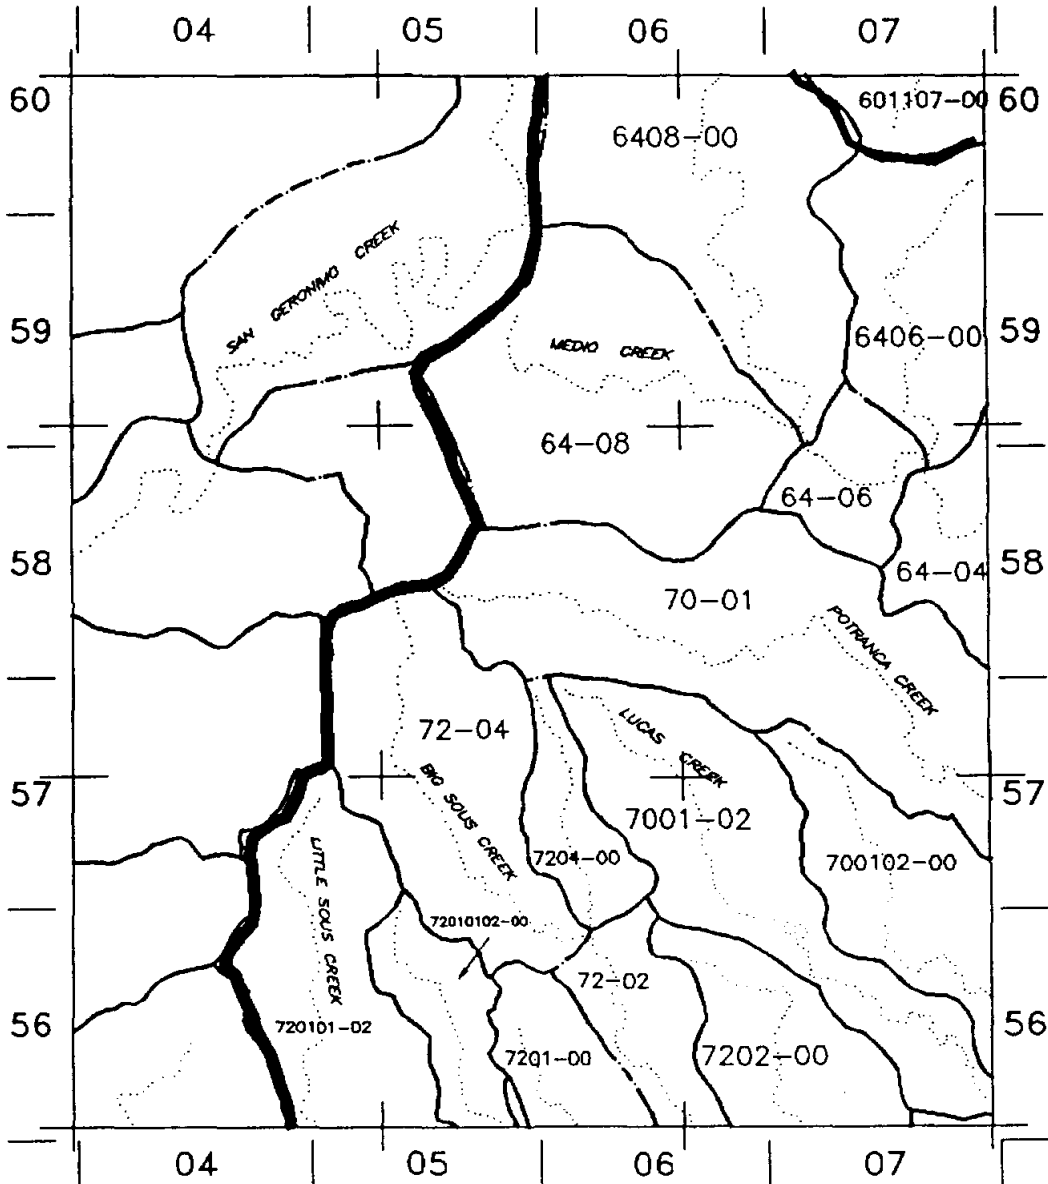 04 05 06 07
60 601107-00 60
6408-00
SAN GERONIMO CREEK
59 6406-00 59
MEDIO CREEK
64-08
64-06
58 64-04 58
70-01
POTRANCA CREEK
72-04
LUCAS CREEK
57 BIG SOUS CREEK 57
7001-02
LITTLE SOUS CREEK
7204-00 700102-00
72010102-00
72-02
56 720101-02 56
7201-00 7202-00
04 05 06 07